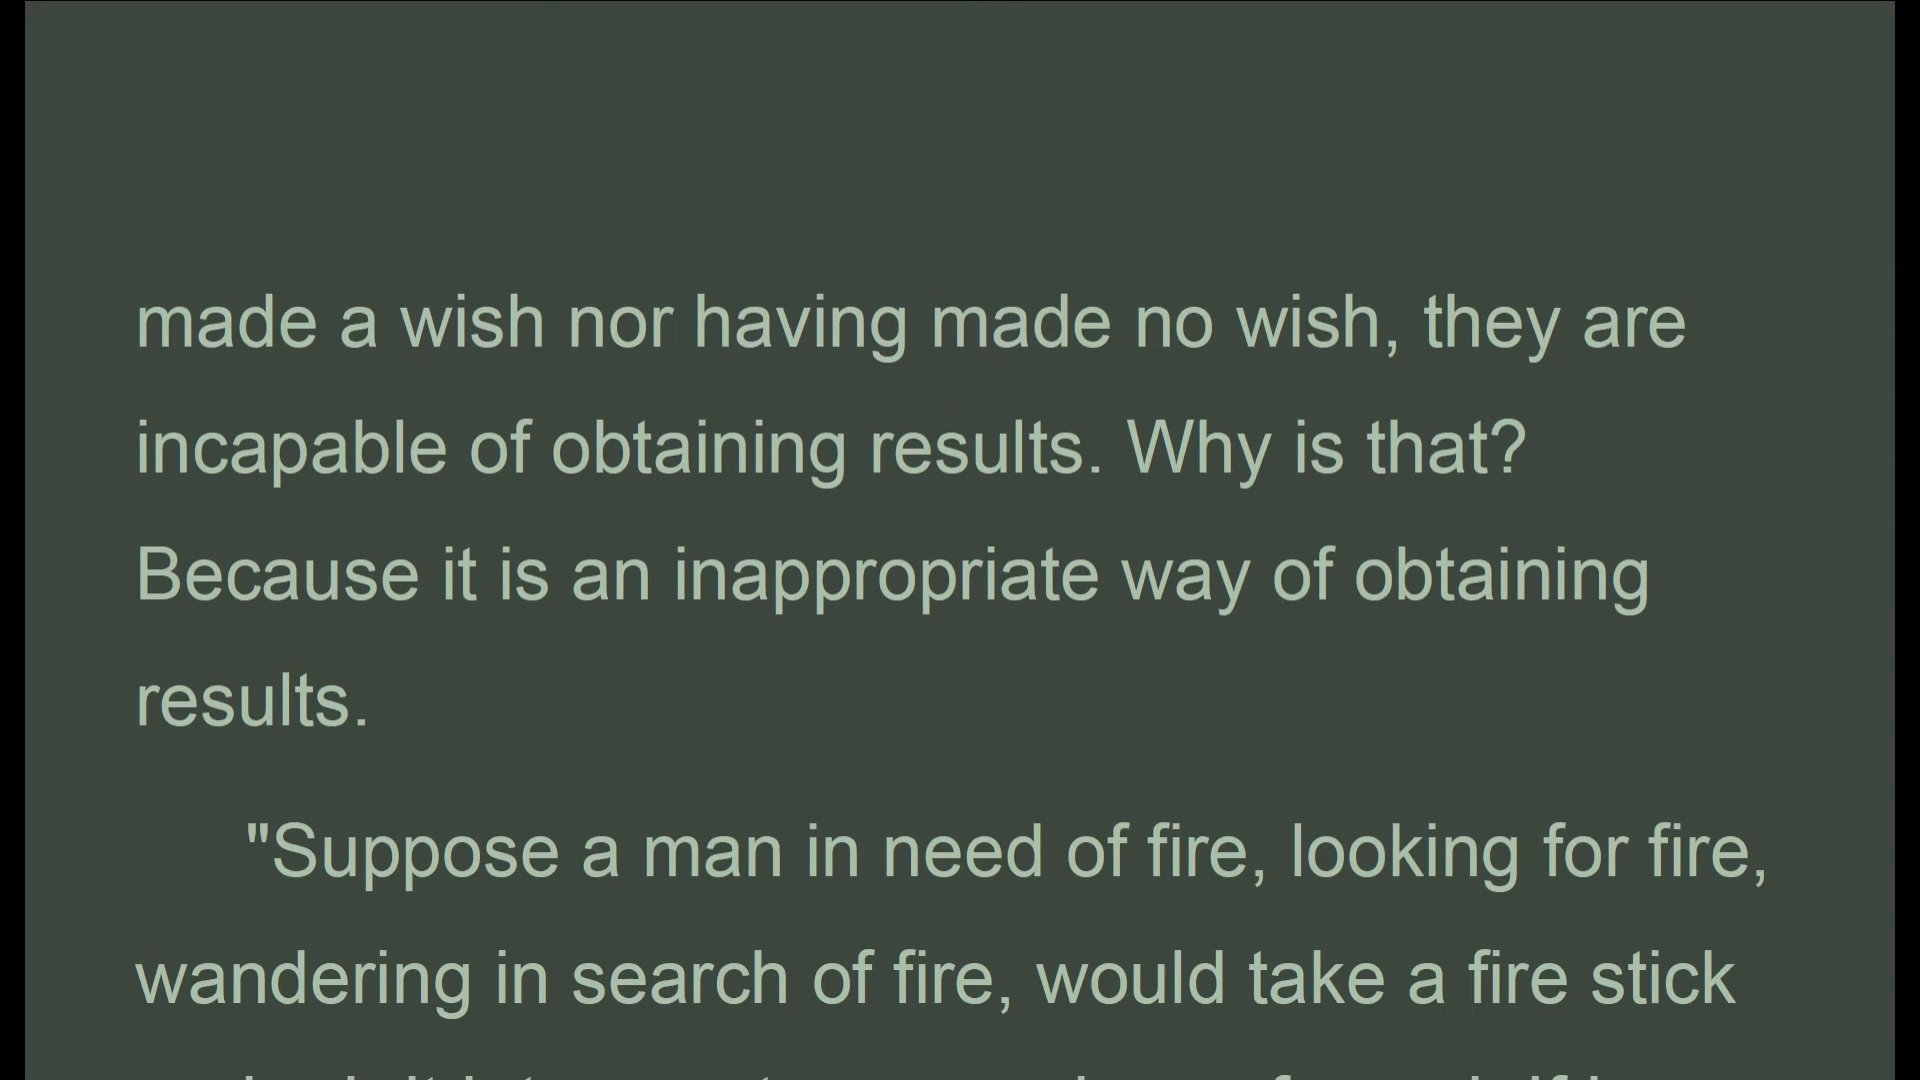 made a wish nor having made no wish, they are
incapable of obtaining results. Why is that?
Because it is an inappropriate way of obtaining
results.
"Suppose a man in need of fire, looking for fire,
wandering in search of fire, would take a fire stick